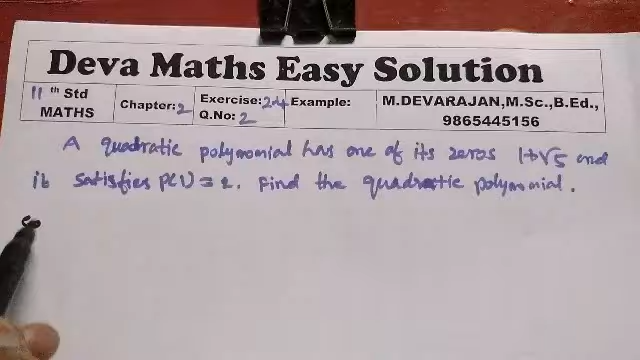 Deva Maths Easy Solution
11 th Std MATHS
Chapter: 2
Exercise: 2.4
Q.No: 2
Example:
M.DEVARAJAN,M.Sc.,B.Ed.,
9865445156
A quadratic polynomial has one of its zeros 1+√5 and
it satisfies p(1) = 2. Find the quadratic polynomial.